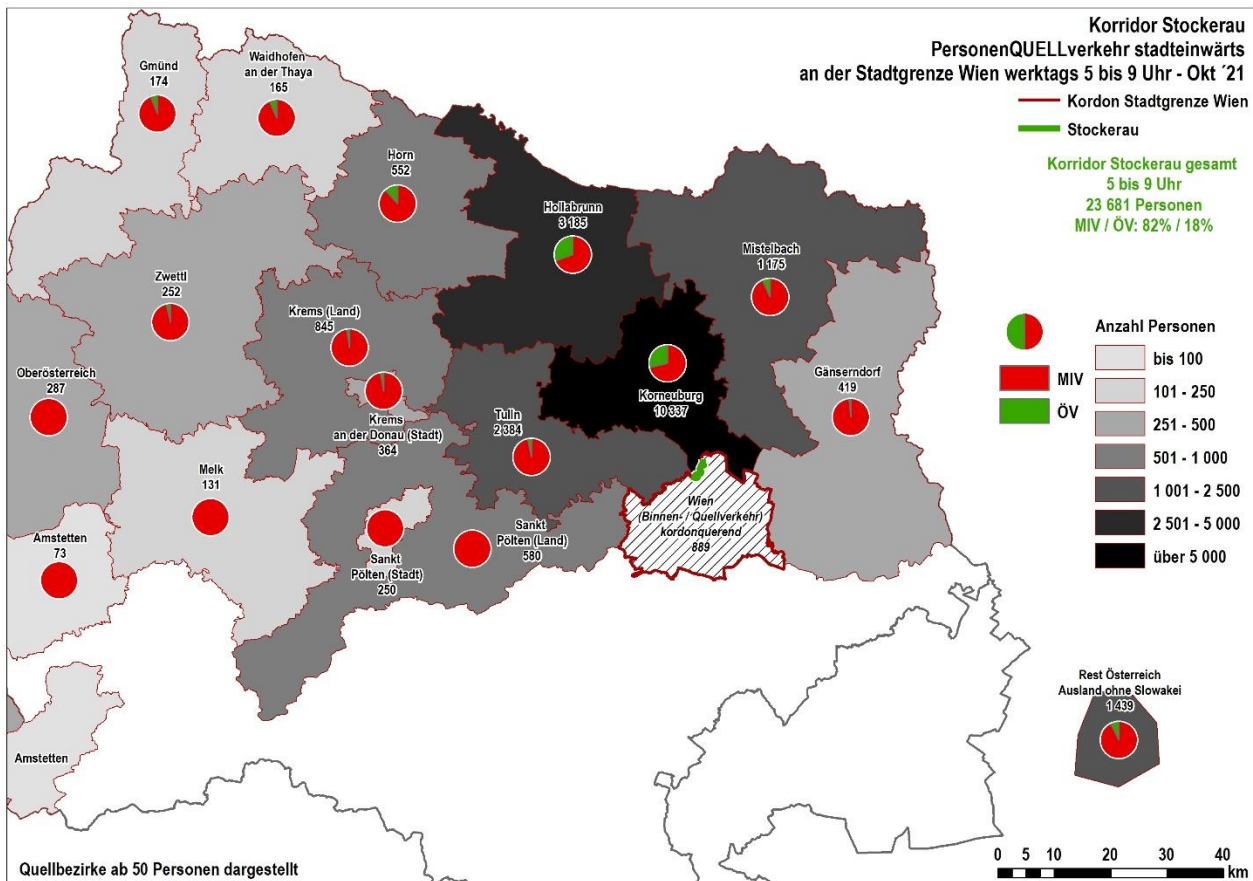 Korridor Stockerau
PersonenQUELLverkehr stadteinwärts
an der Stadtgrenze Wien werktags 5 bis 9 Uhr - Okt ´21
Kordon Stadtgrenze Wien
Stockerau
Korridor Stockerau gesamt
5 bis 9 Uhr
23 681 Personen
MIV / ÖV: 82% / 18%
Gmünd
174
Waidhofen
an der Thaya
165
Horn
552
Hollabrunn
3 185
Mistelbach
1 175
Zwettl
252
Krems (Land)
845
Oberösterreich
287
Krems
an der Donau (Stadt)
364
Tulln
2 384
Korneuburg
10 337
Gänserndorf
419
Melk
131
Amstetten
73
Sankt
Pölten (Stadt)
250
Sankt
Pölten (Land)
580
Wien
(Binnen- / Quellverkehr)
kordonquerend
889
Amstetten
MIV
ÖV
Anzahl Personen
bis 100
101 - 250
251 - 500
501 - 1 000
1 001 - 2 500
2 501 - 5 000
über 5 000
Rest Österreich
Ausland ohne Slowakei
1 439
Quellbezirke ab 50 Personen dargestellt
0 5 10 20 30 40
km